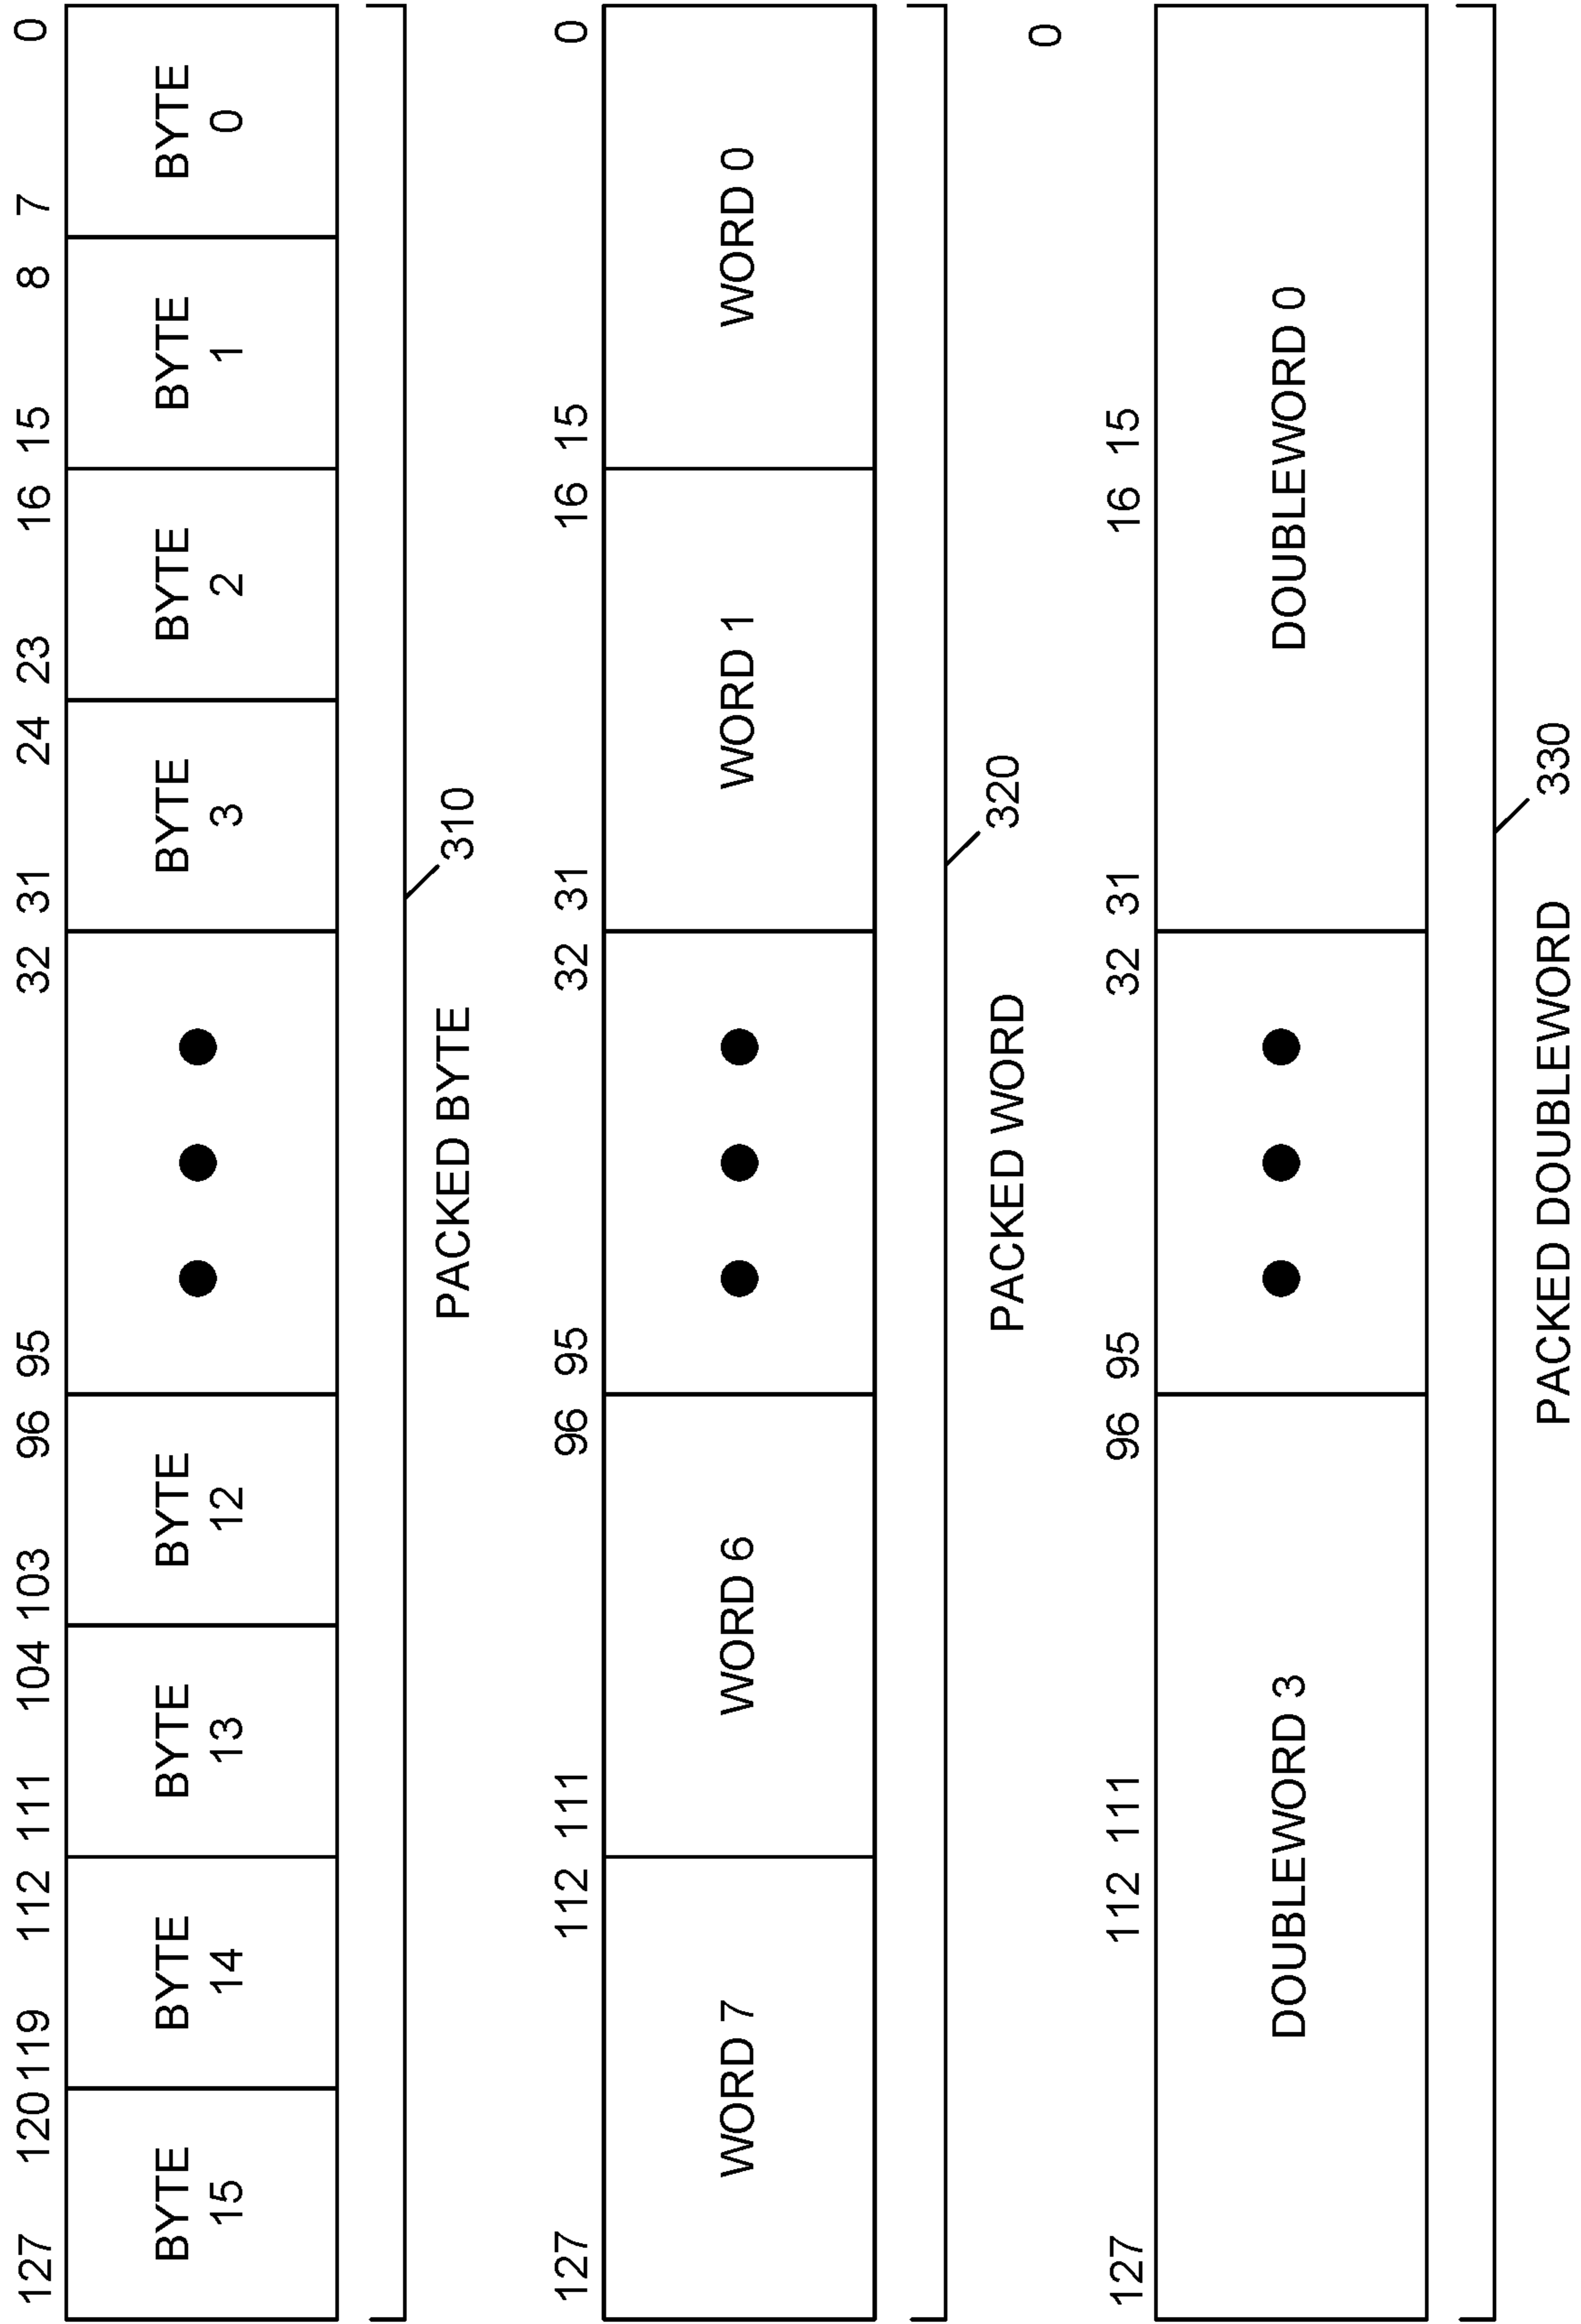 127 120 119 112 111 104 103 96 95 32 31 24 23 16 15 8 7 0
BYTE 15
BYTE 14
BYTE 13
BYTE 12
BYTE 3
BYTE 2
BYTE 1
BYTE 0
PACKED BYTE
310
127 112 111 96 95 32 31 16 15 0
WORD 7
WORD 6
WORD 1
WORD 0
PACKED WORD
320
127 112 111 96 95 32 31 16 15 0
DOUBLEWORD 3
DOUBLEWORD 0
PACKED DOUBLEWORD
330